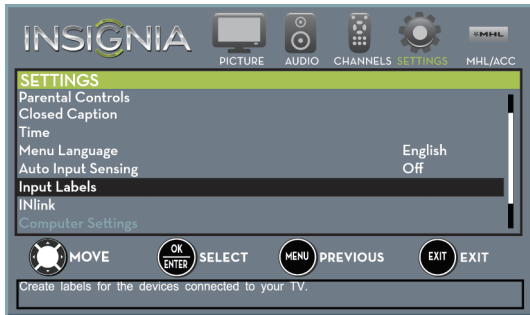 INSIGNIA
MHL
PICTURE AUDIO CHANNELS SETTINGS MHL/ACC
SETTINGS
Parental Controls
Closed Caption
Time
Menu Language English
Auto Input Sensing Off
Input Labels
INlink
Computer Settings
MOVE OK ENTER SELECT MENU PREVIOUS EXIT EXIT
Create labels for the devices connected to your TV.